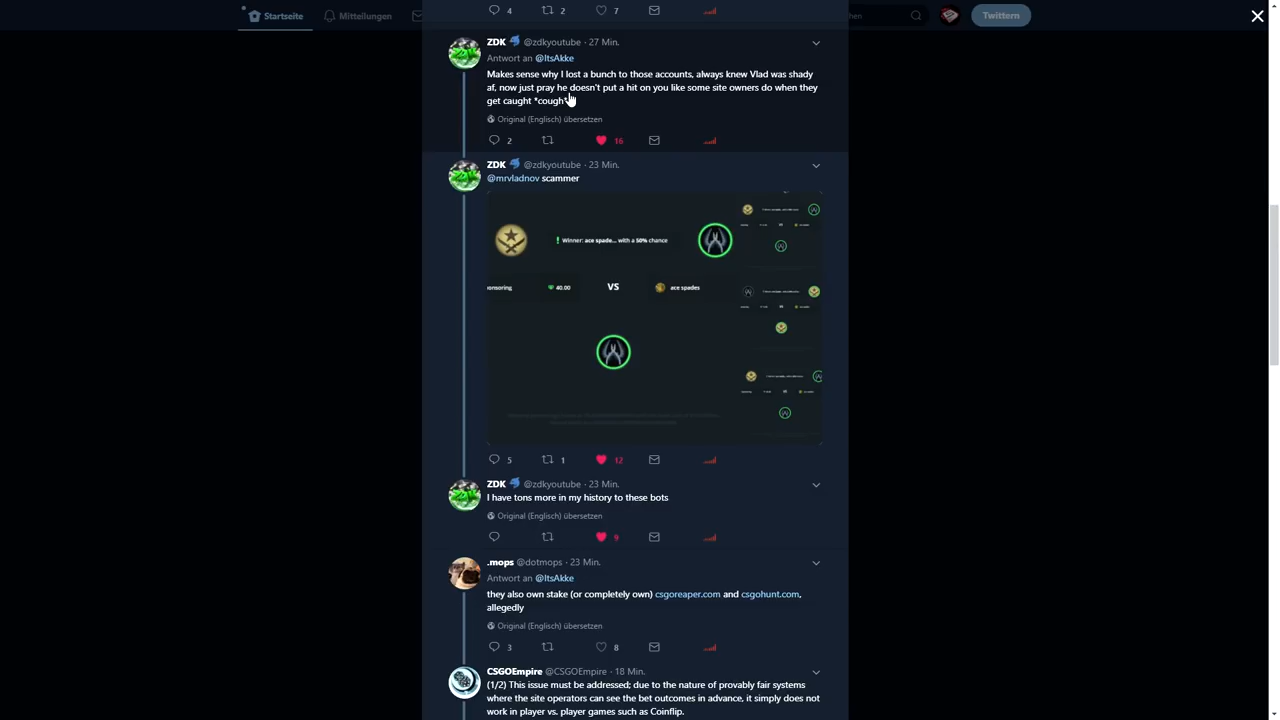 Startseite
Mitteilungen
hen
Twittern
4 2 7
ZDK @zdkyoutube · 27 Min.
Antwort an @ItsAkke
Makes sense why I lost a bunch to those accounts, always knew Vlad was shady
af, now just pray he doesn't put a hit on you like some site owners do when they
get caught *cough*
Original (Englisch) übersetzen
2 16
ZDK @zdkyoutube · 23 Min.
@mrvladnov scammer
Winner: ace spade... with a 50% chance
onsoring 40.00 VS ace spades
5 1 12
ZDK @zdkyoutube · 23 Min.
I have tons more in my history to these bots
Original (Englisch) übersetzen
9
.mops @dotmops · 23 Min.
Antwort an @ItsAkke
they also own stake (or completely own) csgoreaper.com and csgohunt.com,
allegedly
Original (Englisch) übersetzen
3 8
CSGOEmpire @CSGOEmpire · 18 Min.
(1/2) This issue must be addressed; due to the nature of provably fair systems
where the site operators can see the bet outcomes in advance, it simply does not
work in player vs. player games such as Coinflip.